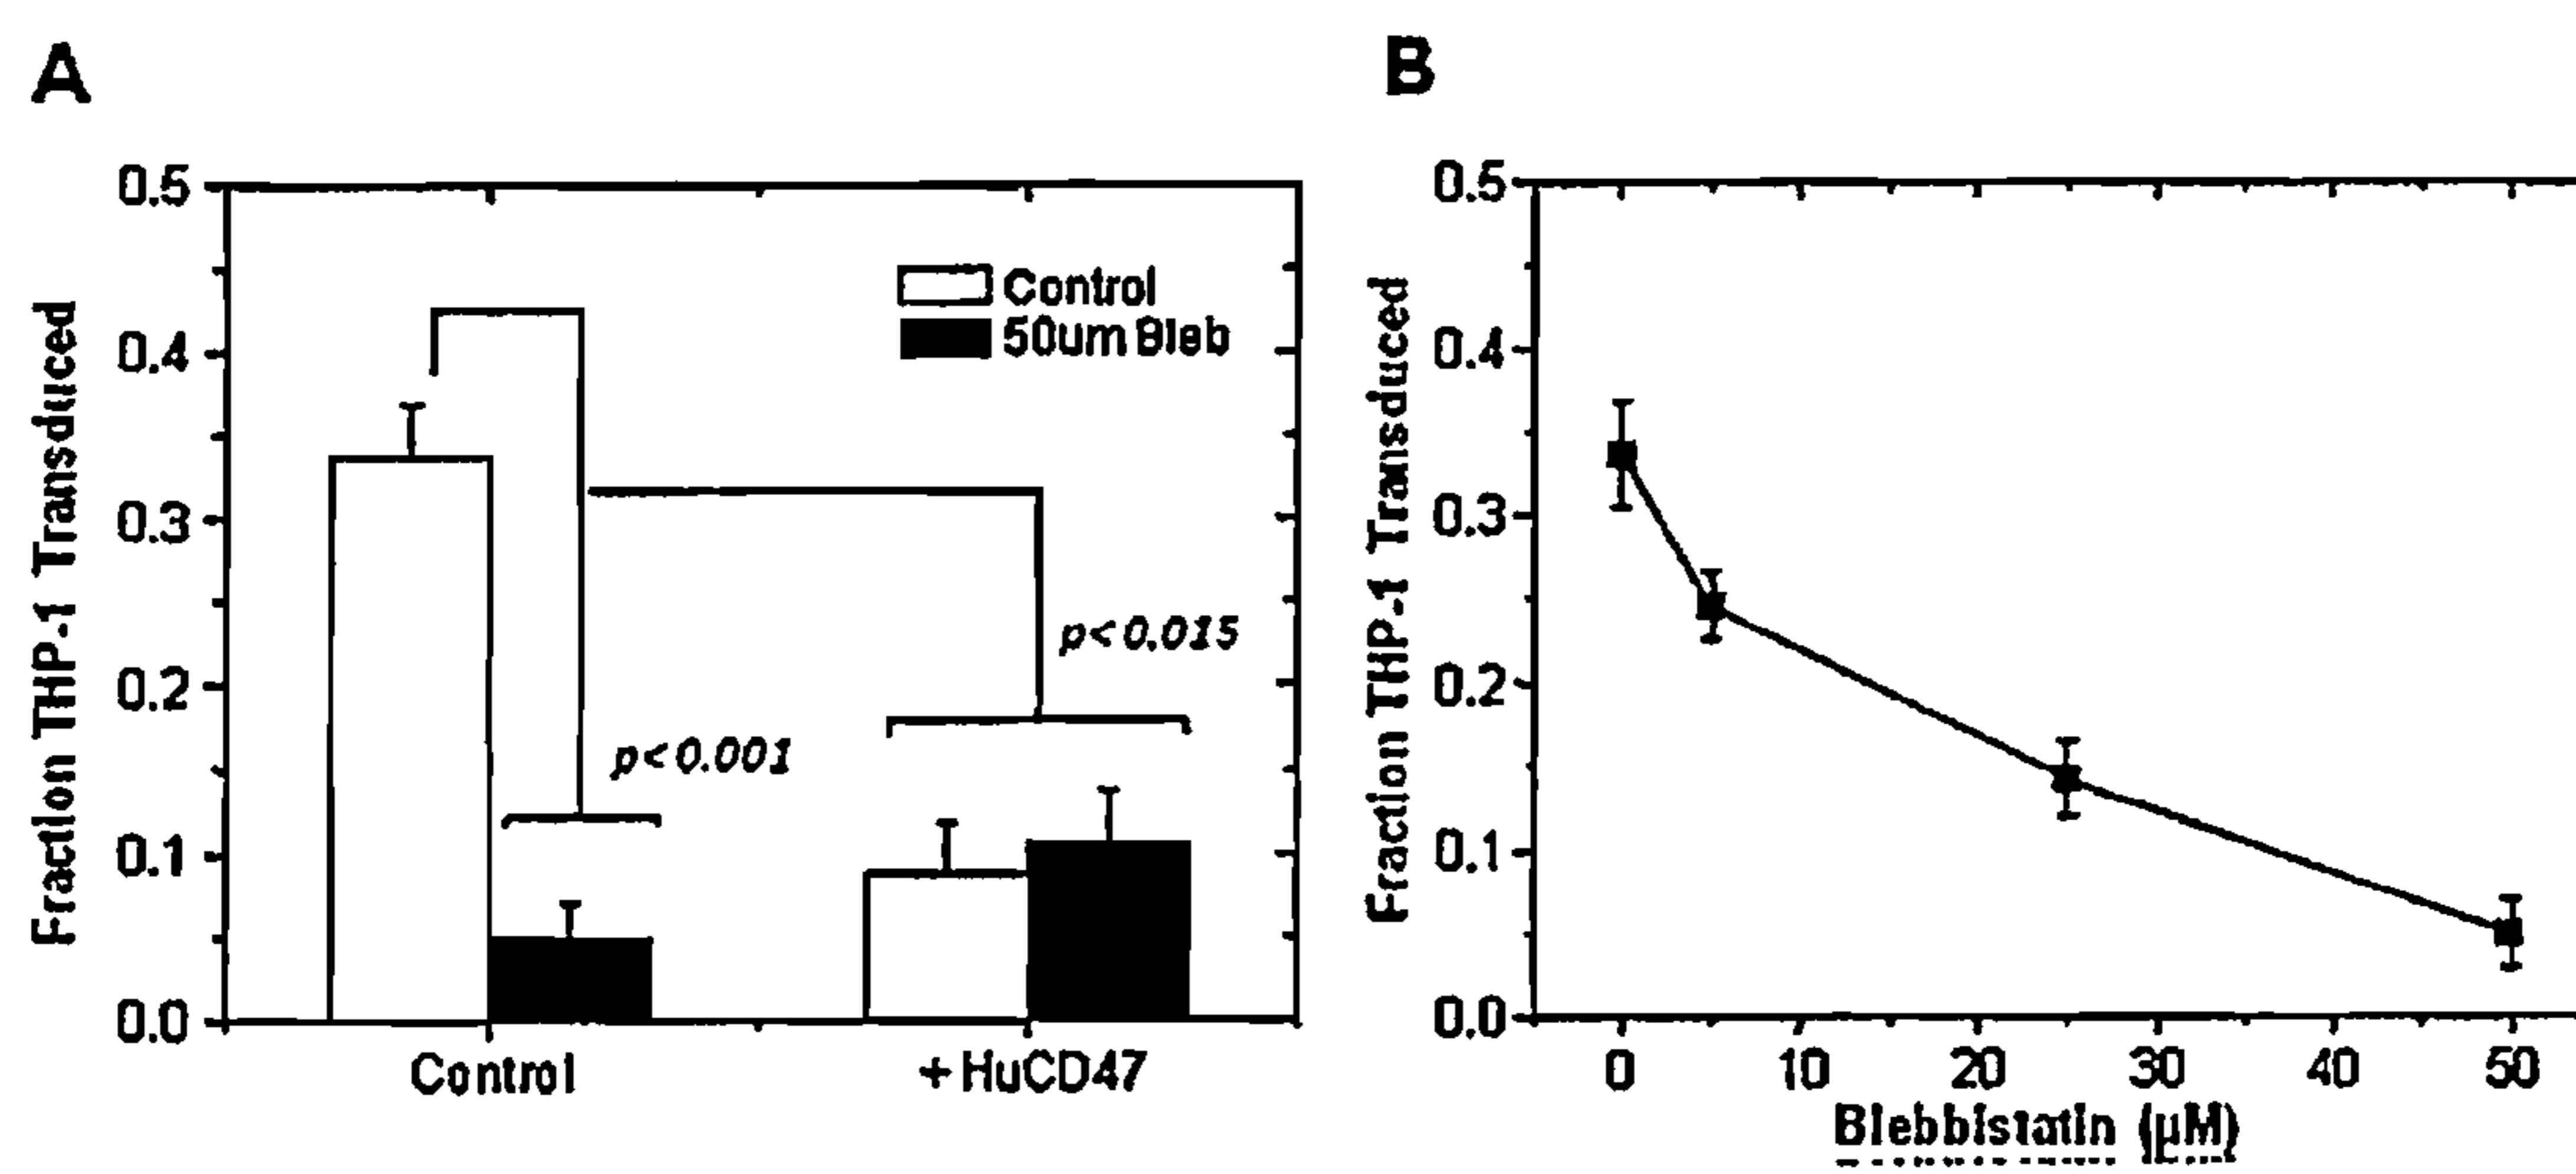 A
Fraction THP-1 Transduced
0.5
0.4
0.3
0.2
0.1
0.0
Control
50um Bleb
p<0.001
p<0.015
Control
+HuCD47
B
Fraction THP-1 Transduced
0.5
0.4
0.3
0.2
0.1
0.0
0 10 20 30 40 50
Blebbistatin (µM)